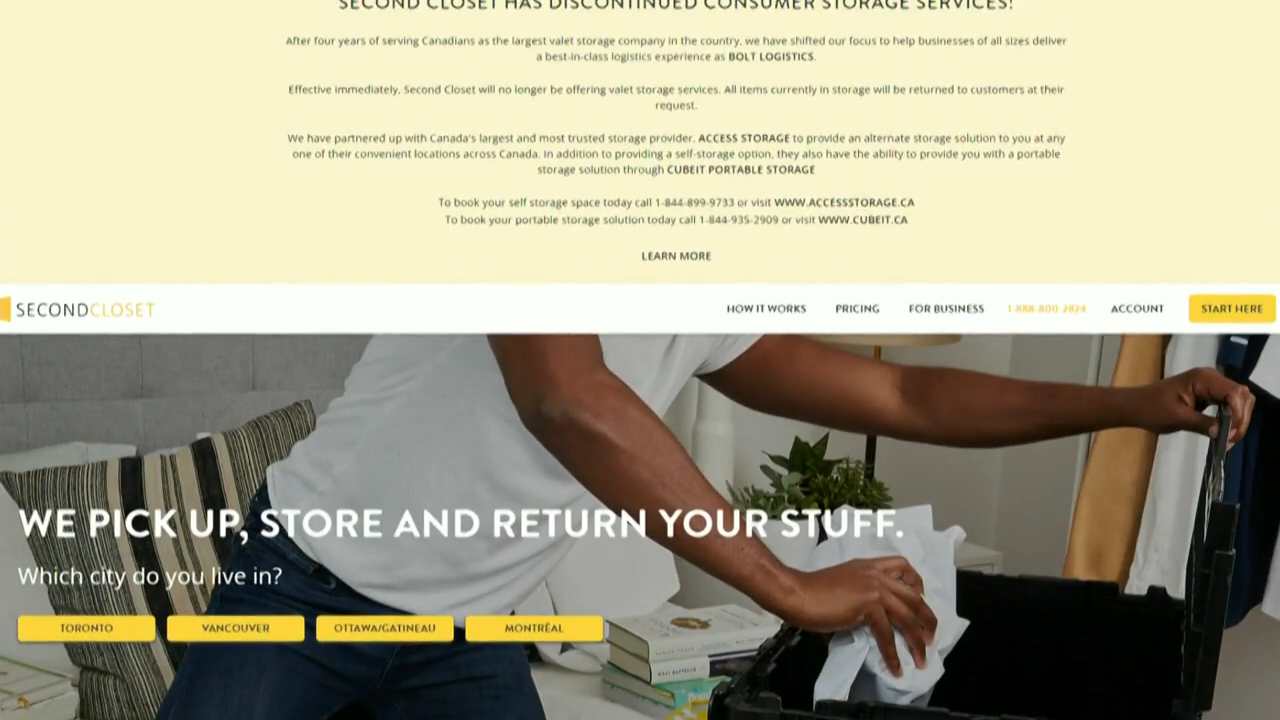 SECOND CLOSET HAS DISCONTINUED CONSUMER STORAGE SERVICES!
After four years of serving Canadians as the largest valet storage company in the country, we have shifted our focus to help businesses of all sizes deliver
a best-in-class logistics experience as BOLT LOGISTICS.
Effective immediately, Second Closet will no longer be offering valet storage services. All items currently in storage will be returned to customers at their
request.
We have partnered up with Canada's largest and most trusted storage provider, ACCESS STORAGE to provide an alternate storage solution to you at any
one of their convenient locations across Canada. In addition to providing a self-storage option, they also have the ability to provide you with a portable
storage solution through CUBEIT PORTABLE STORAGE
To book your self storage space today call 1-844-899-9733 or visit WWW.ACCESSSTORAGE.CA
To book your portable storage solution today call 1-844-935-2909 or visit WWW.CUBEIT.CA
LEARN MORE
SECONDCLOSET HOW IT WORKS PRICING FOR BUSINESS 1-888-800-2828 ACCOUNT START HERE
WE PICK UP, STORE AND RETURN YOUR STUFF.
Which city do you live in?
TORONTO VANCOUVER OTTAWA/GATINEAU MONTRÉAL